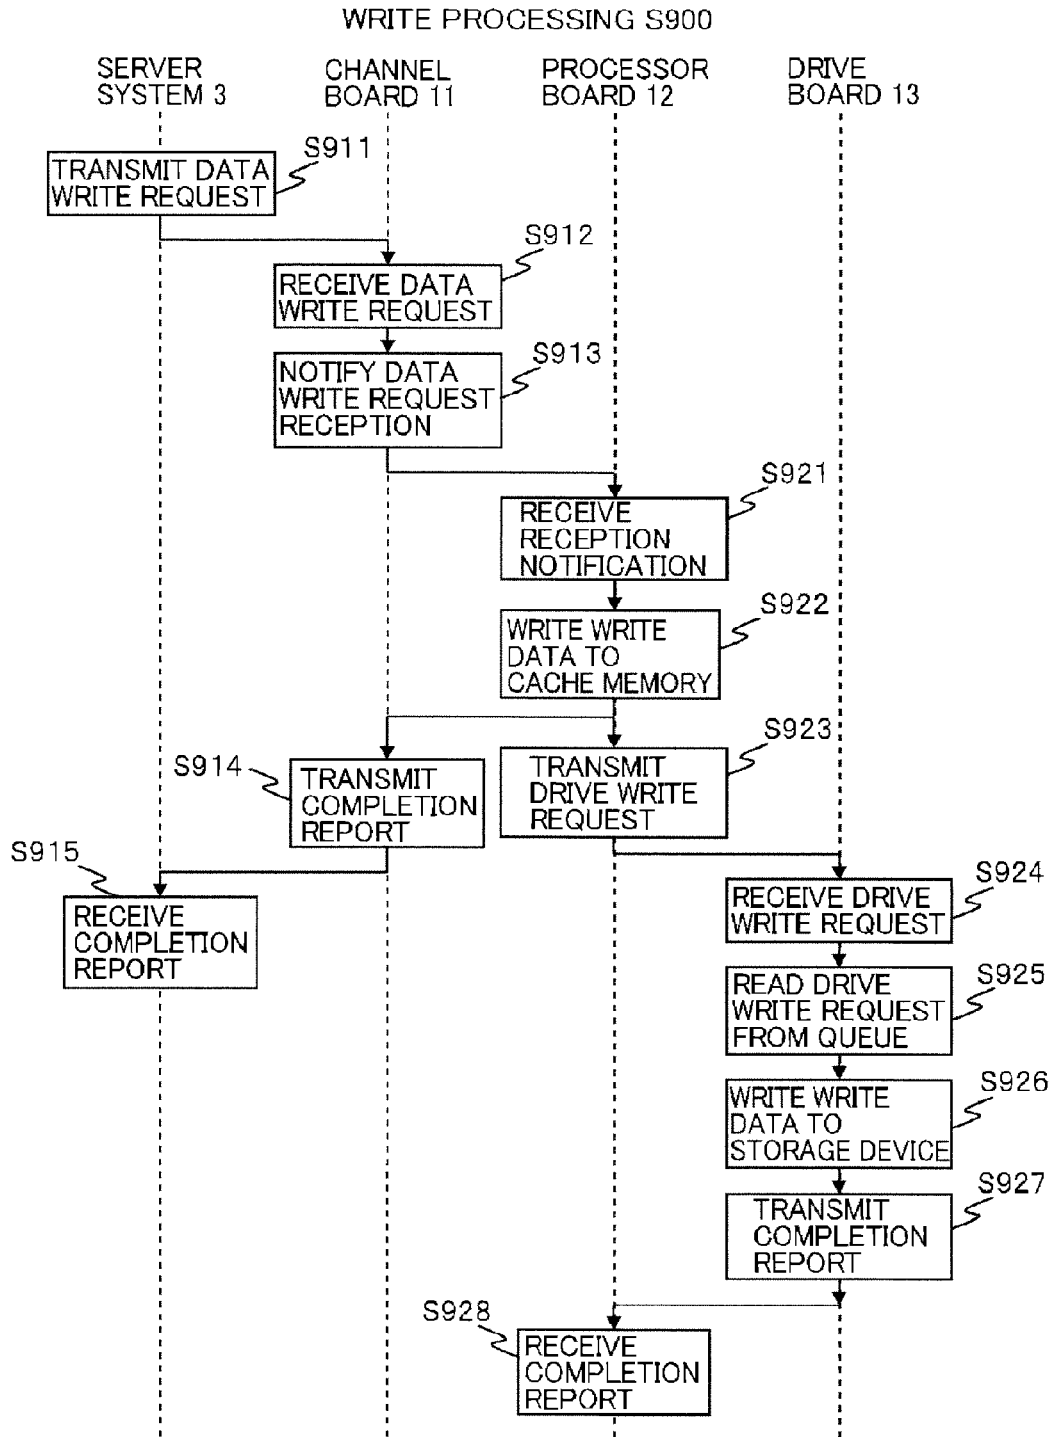 WRITE PROCESSING S900
SERVER
SYSTEM 3
CHANNEL
BOARD 11
PROCESSOR
BOARD 12
DRIVE
BOARD 13
S911
TRANSMIT DATA
WRITE REQUEST
S912
RECEIVE DATA
WRITE REQUEST
S913
NOTIFY DATA
WRITE REQUEST
RECEPTION
S921
RECEIVE
RECEPTION
NOTIFICATION
S922
WRITE WRITE
DATA TO
CACHE MEMORY
S923
TRANSMIT
DRIVE WRITE
REQUEST
S914
TRANSMIT
COMPLETION
REPORT
S915
RECEIVE
COMPLETION
REPORT
S924
RECEIVE DRIVE
WRITE REQUEST
S925
READ DRIVE
WRITE REQUEST
FROM QUEUE
S926
WRITE WRITE
DATA TO
STORAGE DEVICE
S927
TRANSMIT
COMPLETION
REPORT
S928
RECEIVE
COMPLETION
REPORT